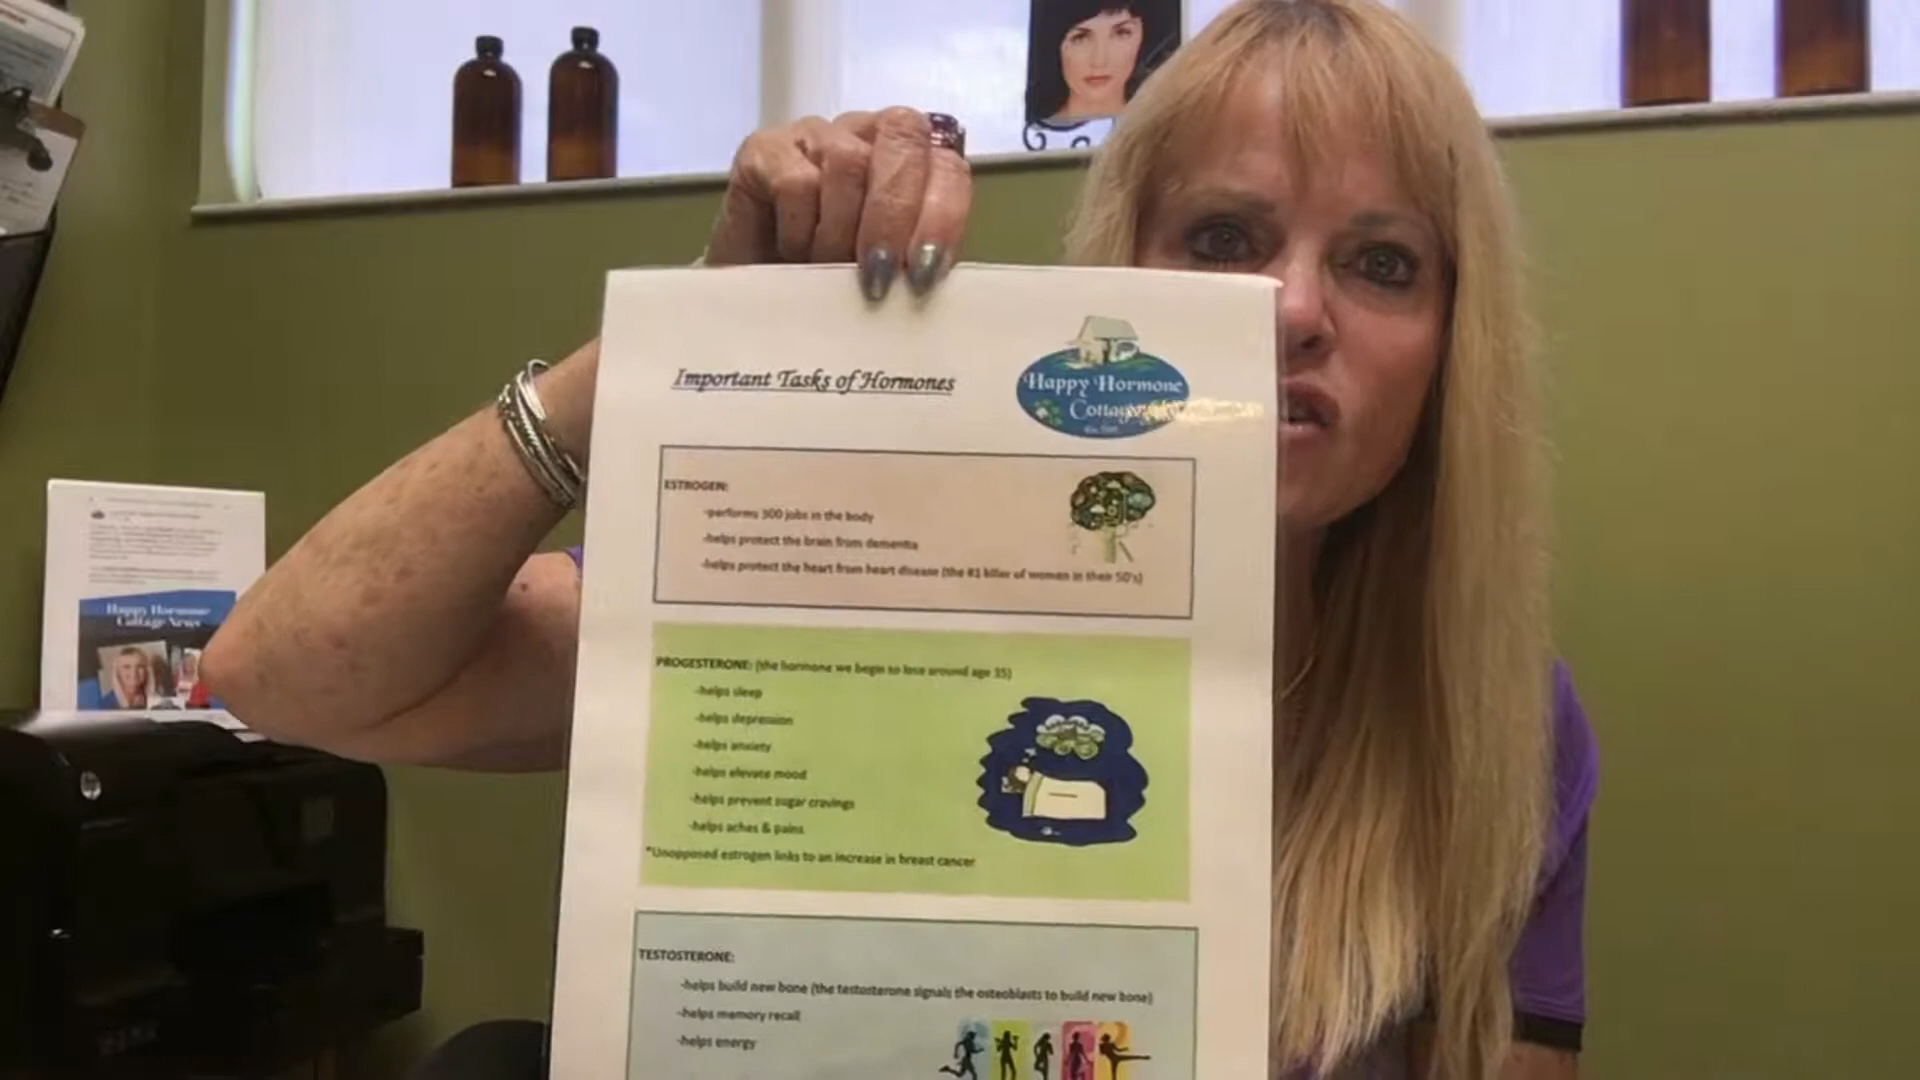 Important Tasks of Hormones
Happy Hormone
Cottage
ESTROGEN:
-performs 300 jobs in the body
-helps protect the brain from dementia
-helps protect the heart from heart disease (the #1 killer of women in their 50's)
PROGESTERONE: (the hormone we begin to lose around age 35)
-helps sleep
-helps depression
-helps anxiety
-helps elevate mood
-helps prevent sugar cravings
-helps aches & pains
*Unopposed estrogen links to an increase in breast cancer
TESTOSTERONE:
-helps build new bone (the testosterone signals the osteoblasts to build new bone)
-helps memory recall
-helps energy
Happy Hormone
Cottage News
hp